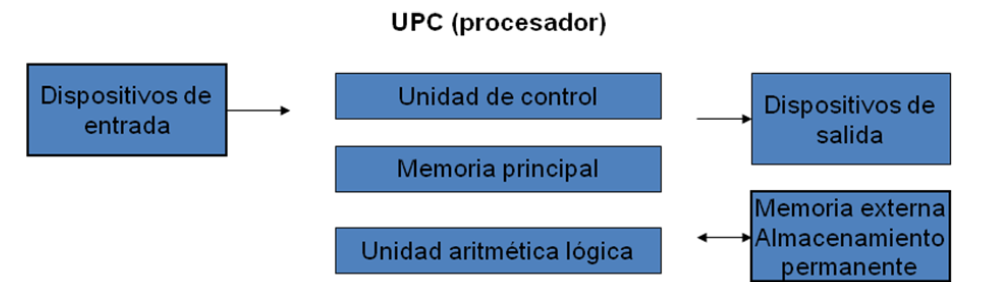 UPC (procesador)
Dispositivos de
entrada
Unidad de control
Memoria principal
Unidad aritmética lógica
Dispositivos de
salida
Memoria externa
Almacenamiento
permanente